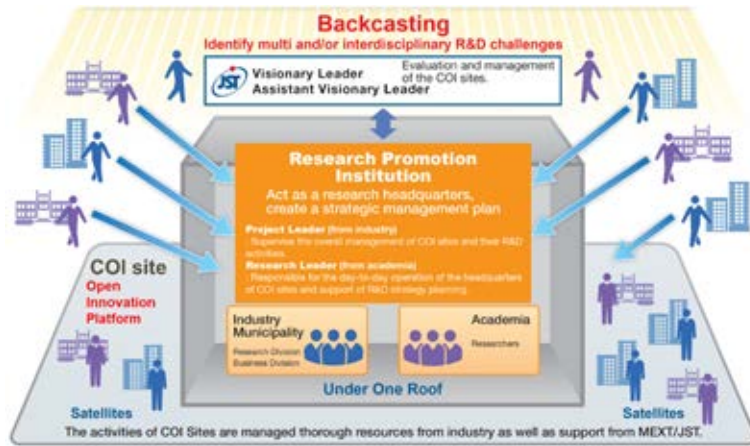 Backcasting
Identify multi and/or interdisciplinary R&D challenges
JST
Visionary Leader
Assistant Visionary Leader
Evaluation and management
of the COI sites.
Research Promotion
Institution
Act as a research headquarters,
create a strategic management plan
Project Leader (from industry)
Supervise the overall management of COI sites and their R&D
activities.
Research Leader (from academia)
Responsible for the day-to-day operation of the headquarters
of COI sites and support of R&D strategy planning.
COI site
Open
Innovation
Platform
Industry
Municipality
Research Division
Business Division
Academia
Researchers
Under One Roof
Satellites
Satellites
The activities of COI Sites are managed thorough resources from industry as well as support from MEXT/JST.